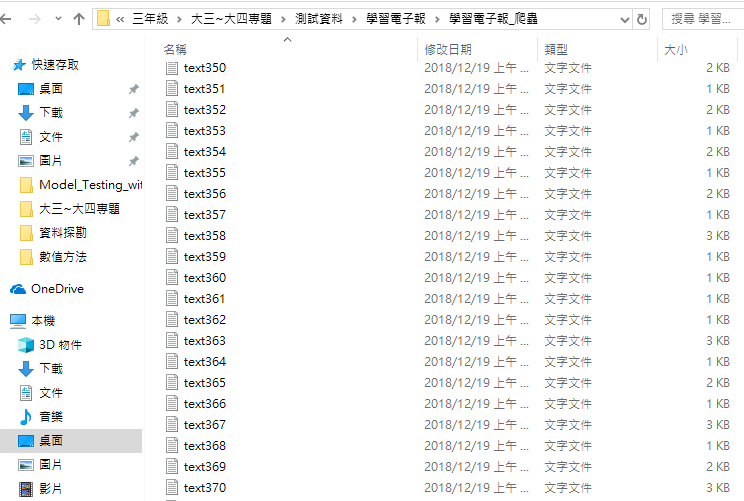 « 三年級 > 大三~大四專題 > 測試資料 > 學習電子報 > 學習電子報_爬蟲
搜尋 學習...
名稱 修改日期 類型 大小
快速存取
桌面
下載
文件
圖片
Model_Testing_wit
大三~大四專題
資料探勘
數值方法
OneDrive
本機
3D 物件
下載
文件
音樂
桌面
圖片
影片
text350 2018/12/19 上午 ... 文字文件 2 KB
text351 2018/12/19 上午 ... 文字文件 1 KB
text352 2018/12/19 上午 ... 文字文件 2 KB
text353 2018/12/19 上午 ... 文字文件 1 KB
text354 2018/12/19 上午 ... 文字文件 2 KB
text355 2018/12/19 上午 ... 文字文件 1 KB
text356 2018/12/19 上午 ... 文字文件 2 KB
text357 2018/12/19 上午 ... 文字文件 1 KB
text358 2018/12/19 上午 ... 文字文件 3 KB
text359 2018/12/19 上午 ... 文字文件 1 KB
text360 2018/12/19 上午 ... 文字文件 1 KB
text361 2018/12/19 上午 ... 文字文件 1 KB
text362 2018/12/19 上午 ... 文字文件 1 KB
text363 2018/12/19 上午 ... 文字文件 3 KB
text364 2018/12/19 上午 ... 文字文件 1 KB
text365 2018/12/19 上午 ... 文字文件 2 KB
text366 2018/12/19 上午 ... 文字文件 1 KB
text367 2018/12/19 上午 ... 文字文件 3 KB
text368 2018/12/19 上午 ... 文字文件 1 KB
text369 2018/12/19 上午 ... 文字文件 2 KB
text370 2018/12/19 上午 ... 文字文件 3 KB